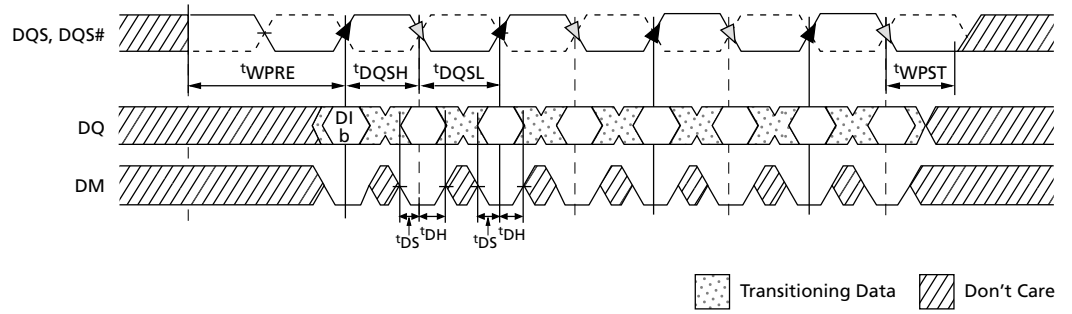 DQS, DQS#
tWPRE tDQSH tDQSL tWPST
DQ
DI
b
DM
tDS tDH tDS tDH
Transitioning Data Don't Care